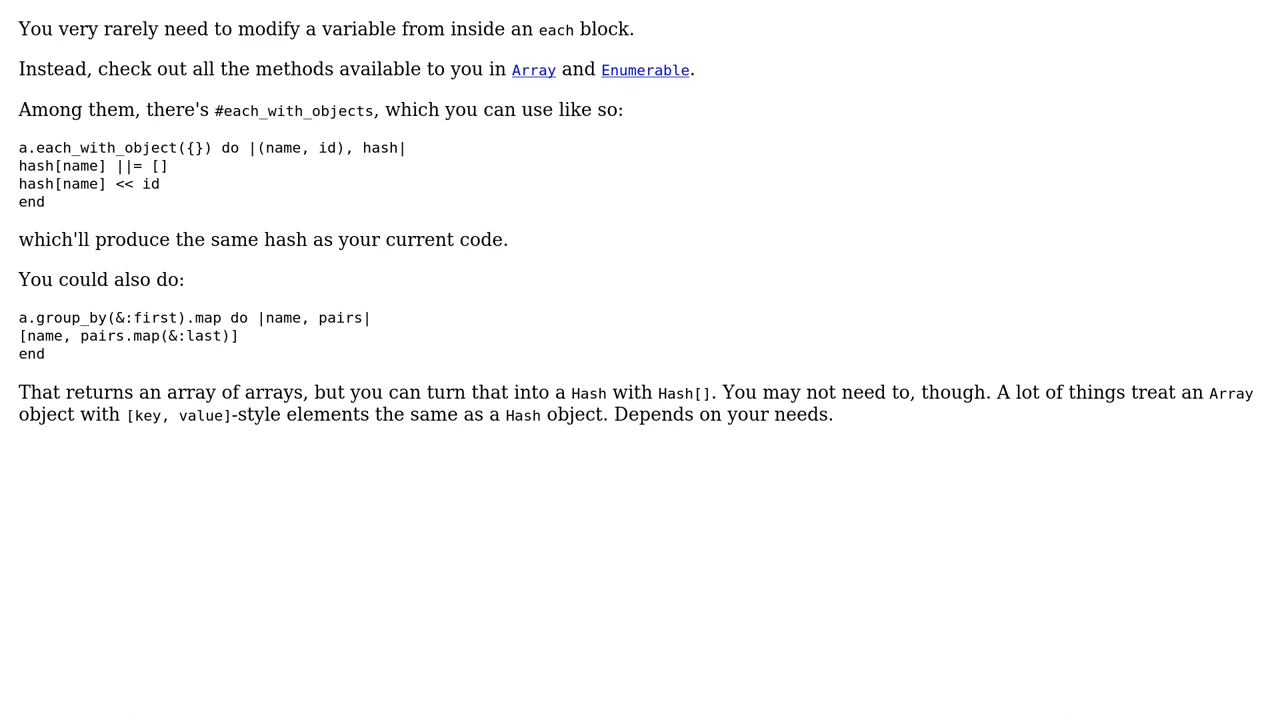 You very rarely need to modify a variable from inside an each block.
Instead, check out all the methods available to you in Array and Enumerable.
Among them, there's #each_with_objects, which you can use like so:
a.each_with_object({}) do |(name, id), hash|
hash[name] ||= []
hash[name] << id
end
which'll produce the same hash as your current code.
You could also do:
a.group_by(&:first).map do |name, pairs|
[name, pairs.map(&:last)]
end
That returns an array of arrays, but you can turn that into a Hash with Hash[]. You may not need to, though. A lot of things treat an Array
object with [key, value]-style elements the same as a Hash object. Depends on your needs.